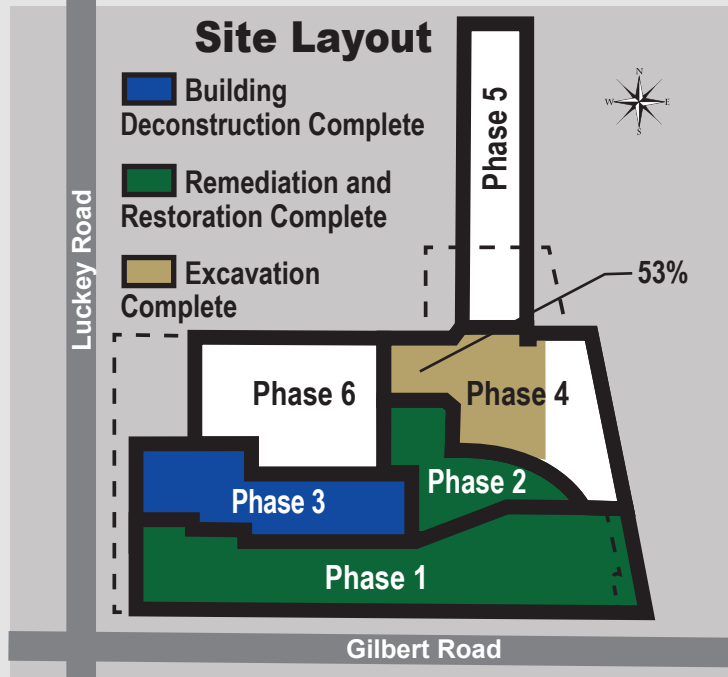 Site Layout
Building
Deconstruction Complete
Remediation and
Restoration Complete
Excavation
Complete
N
W E
S
Phase 5
53%
Luckey Road
Phase 6
Phase 4
Phase 3
Phase 2
Phase 1
Gilbert Road